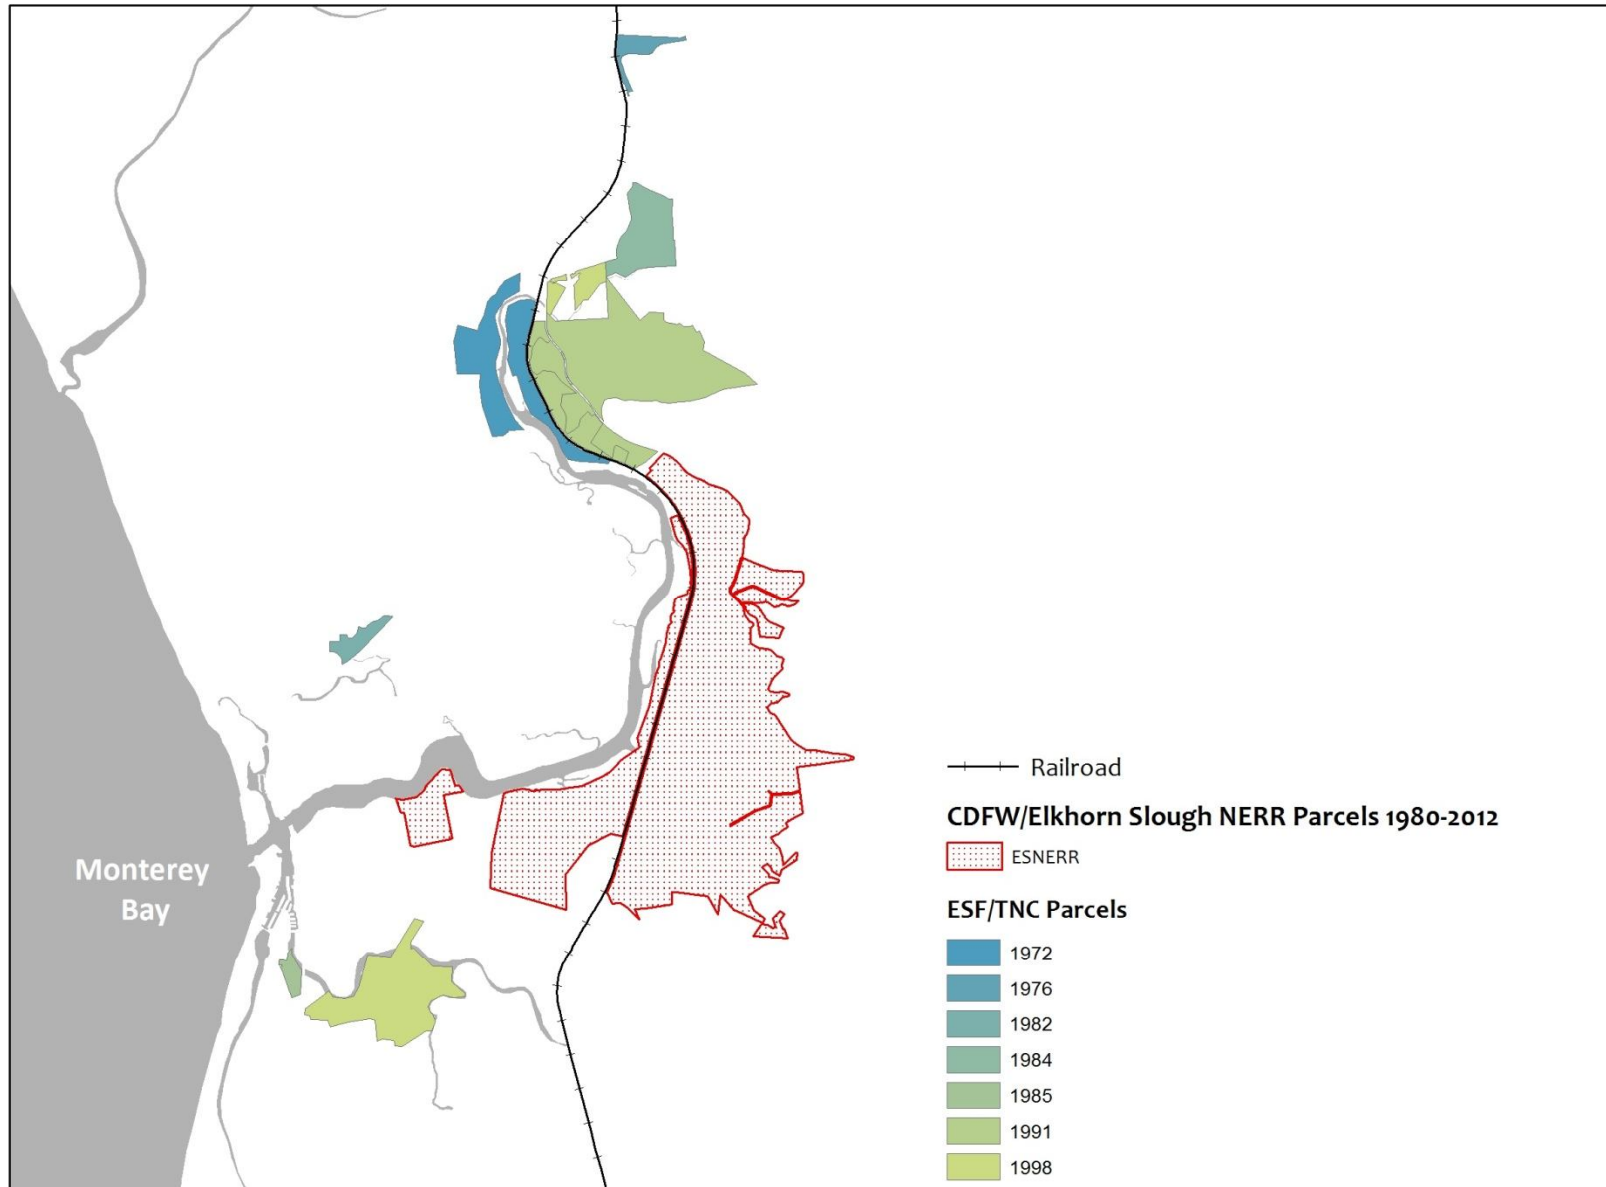 Monterey
Bay
Railroad
CDFW/Elkhorn Slough NERR Parcels 1980-2012
ESNERR
ESF/TNC Parcels
1972
1976
1982
1984
1985
1991
1998